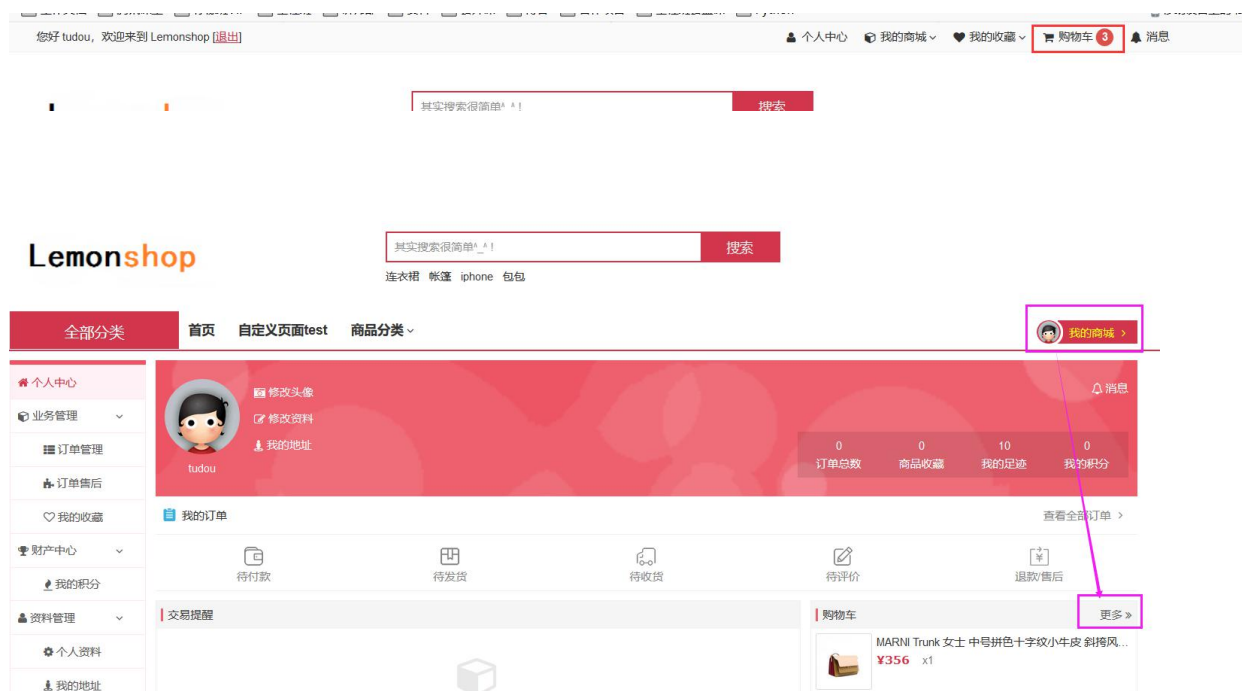 您好 tudou，欢迎来到 Lemonshop [退出]
个人中心 我的商城 我的收藏 购物车 3 消息
其实搜索很简单^_^！ 搜索
Lemonshop
其实搜索很简单^_^！ 搜索
连衣裙 帐篷 iphone 包包
全部分类 首页 自定义页面test 商品分类 我的商城 >
个人中心
业务管理
订单管理
订单售后
我的收藏
财产中心
我的积分
资料管理
个人资料
我的地址
修改头像
修改资料
我的地址
tudou
消息
0 0 10 0
订单总数 商品收藏 我的足迹 我的积分
我的订单 查看全部订单 >
待付款 待发货 待收货 待评价 退款/售后
交易提醒
购物车 更多 »
MARNI Trunk 女士 中号拼色十字纹小牛皮 斜挎风...
¥356 x1